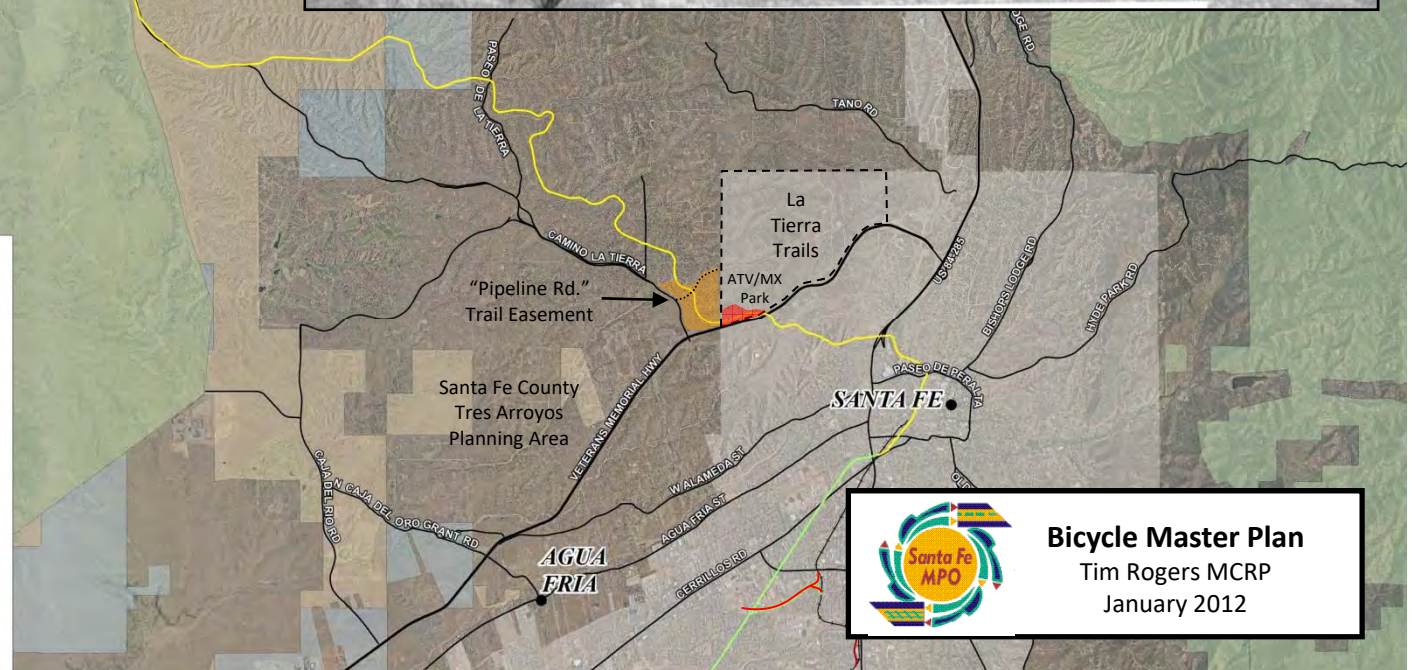 PASEO DE LA TIERRA
TANO RD
La
Tierra
Trails
CAMINO LA TIERRA
US 84-285
BISHOPS LODGE RD
HYDE PARK RD
ATV/MX
Park
"Pipeline Rd."
Trail Easement
PASEO DE PERALTA
SANTA FE
Santa Fe County
Tres Arroyos
Planning Area
VETERANS MEMORIAL HWY
W ALAMEDA ST
AGUA FRIA ST
CERRILLOS RD
CAJA DEL RIO RD
N CAJA DEL ORO GRANT RD
AGUA
FRIA
Santa Fe
MPO
Bicycle Master Plan
Tim Rogers MCRP
January 2012